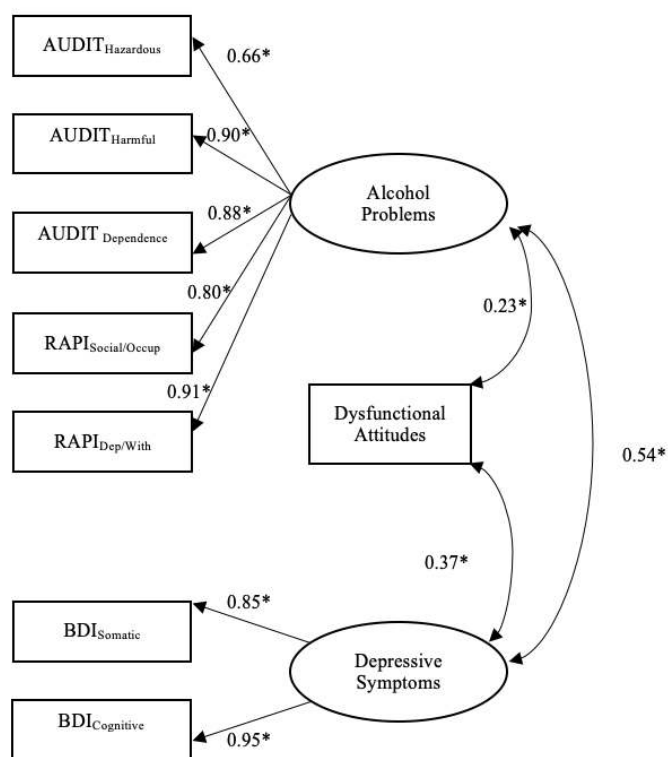 AUDITHazardous
0.66*
AUDITHarmful
0.90*
Alcohol
Problems
AUDIT Dependence
0.88*
0.80*
0.23*
RAPISocial/Occup
0.91*
Dysfunctional
Attitudes
RAPIDep/With
0.54*
0.37*
BDISomatic
0.85*
Depressive
Symptoms
BDICognitive
0.95*